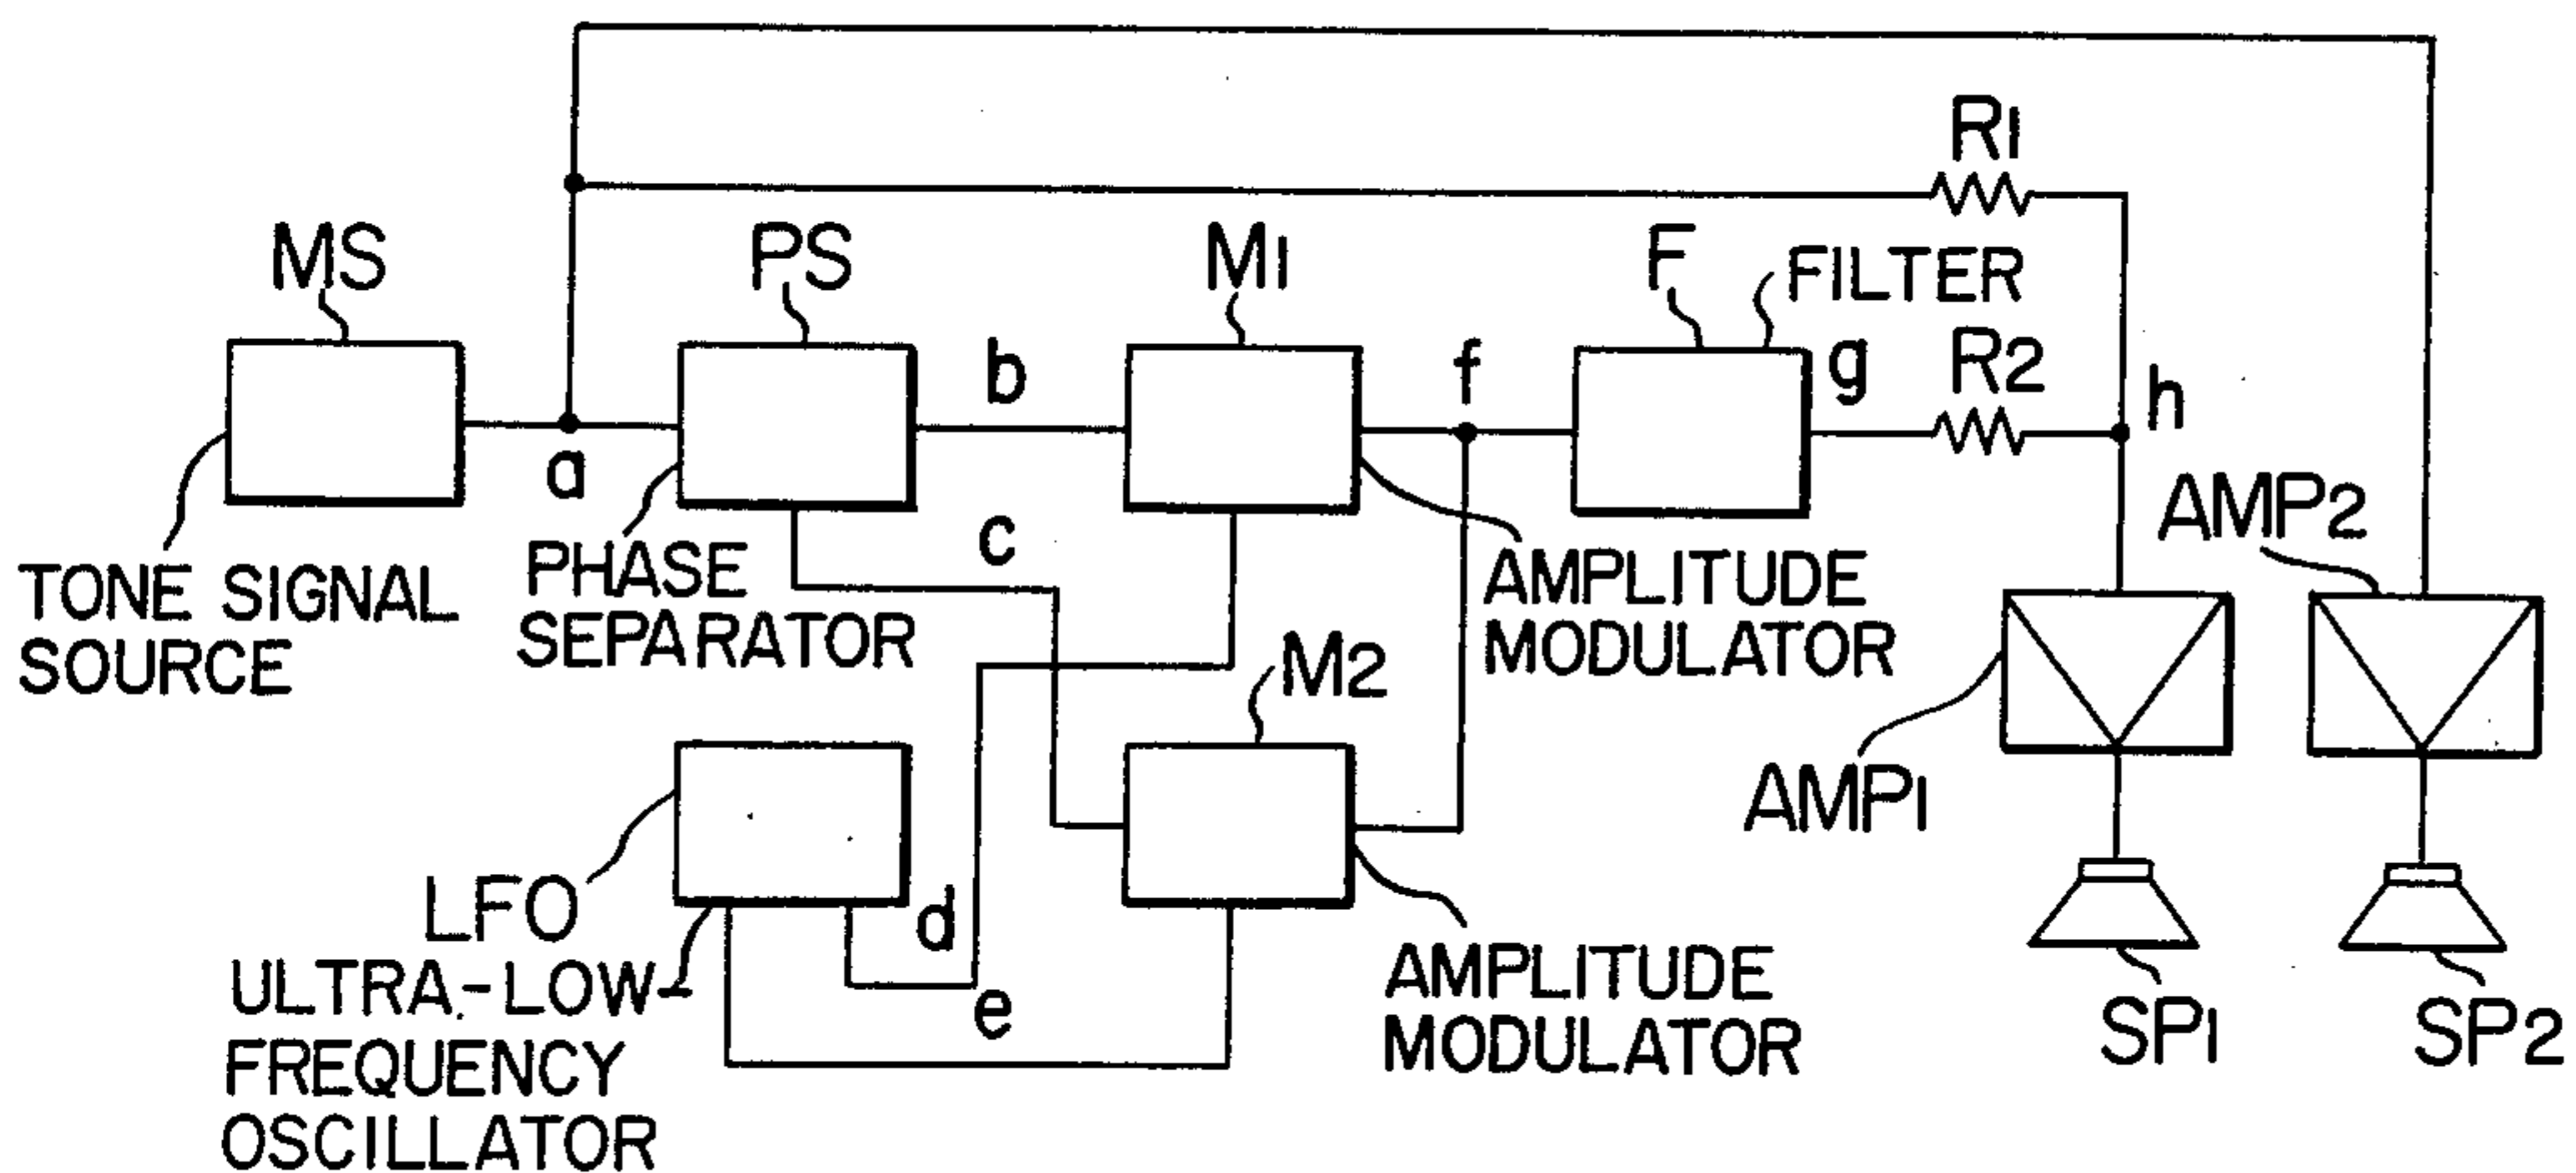 R1
MS
PS
M1
F
FILTER
a
b
f
g
R2
h
c
TONE SIGNAL
SOURCE
PHASE
SEPARATOR
AMPLITUDE
MODULATOR
AMP2
M2
AMP1
LFO
ULTRA-LOW
FREQUENCY
OSCILLATOR
d
e
AMPLITUDE
MODULATOR
SP1
SP2